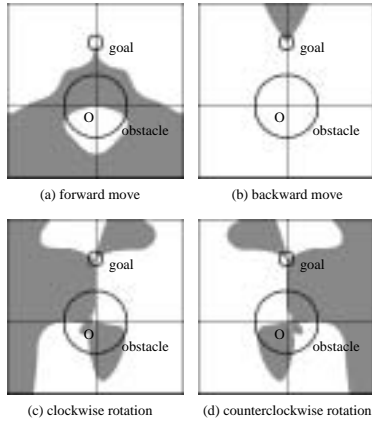 goal
O
obstacle
(a) forward move
goal
O
obstacle
(b) backward move
goal
O
obstacle
(c) clockwise rotation
goal
O
obstacle
(d) counterclockwise rotation